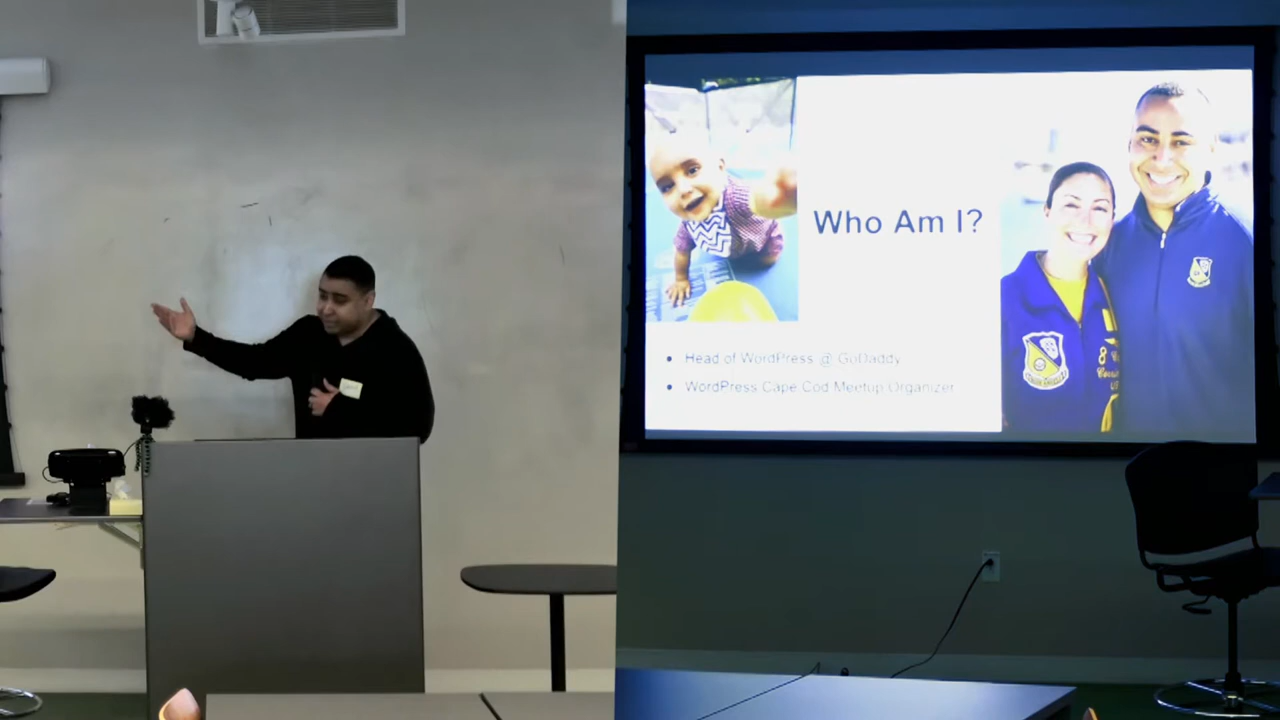 Who Am I?
Head of WordPress @ GoDaddy
WordPress Cape Cod Meetup Organizer